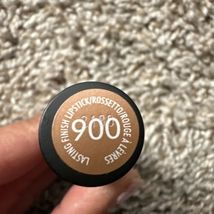 900
LASTING FINISH LIPSTICK/ROSSETTO/ROUGE A LÈVRES